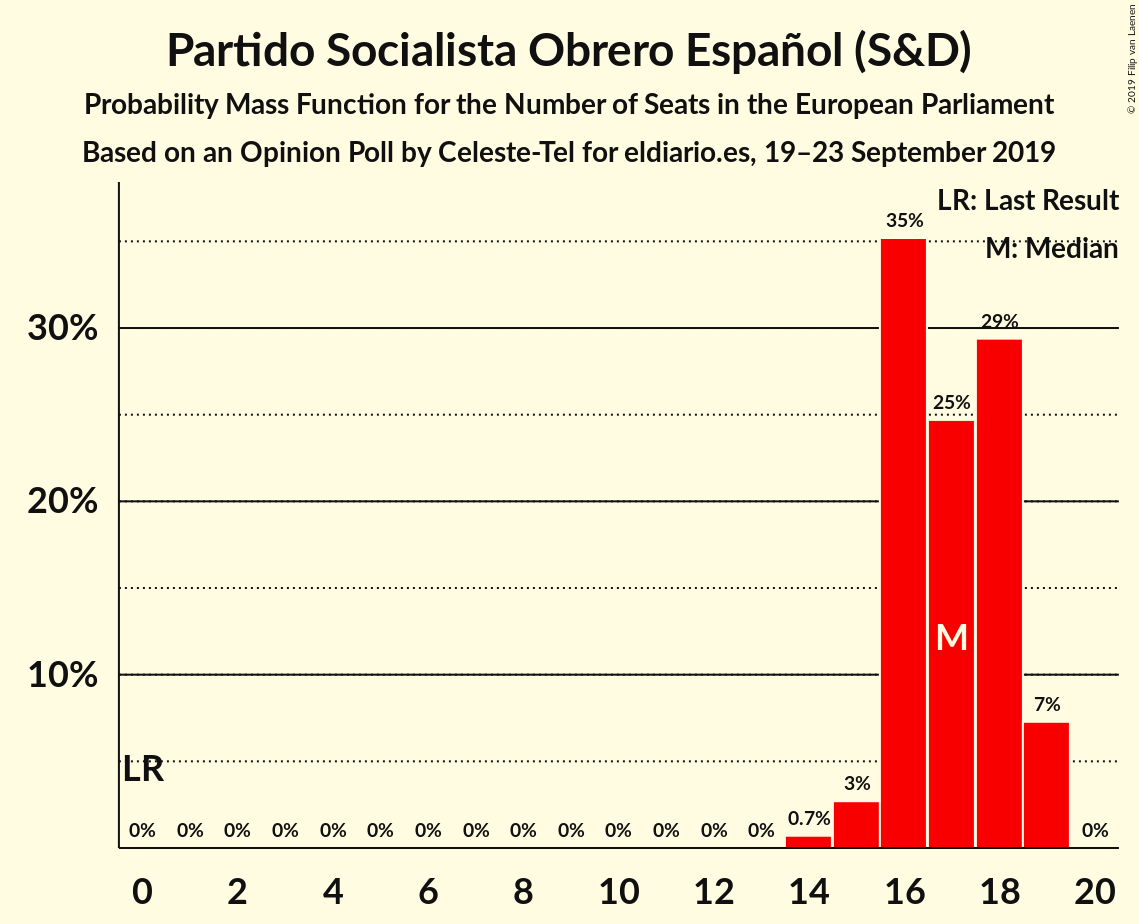 Partido Socialista Obrero Español (S&D)
Probability Mass Function for the Number of Seats in the European Parliament
Based on an Opinion Poll by Celeste-Tel for eldiario.es, 19–23 September 2019
© 2019 Filip van Laenen
LR: Last Result
M: Median
35%
30%
29%
25%
20%
M
10%
7%
LR
3%
0.7%
0% 0% 0% 0% 0% 0% 0% 0% 0% 0% 0% 0% 0% 0% 0%
0 2 4 6 8 10 12 14 16 18 20